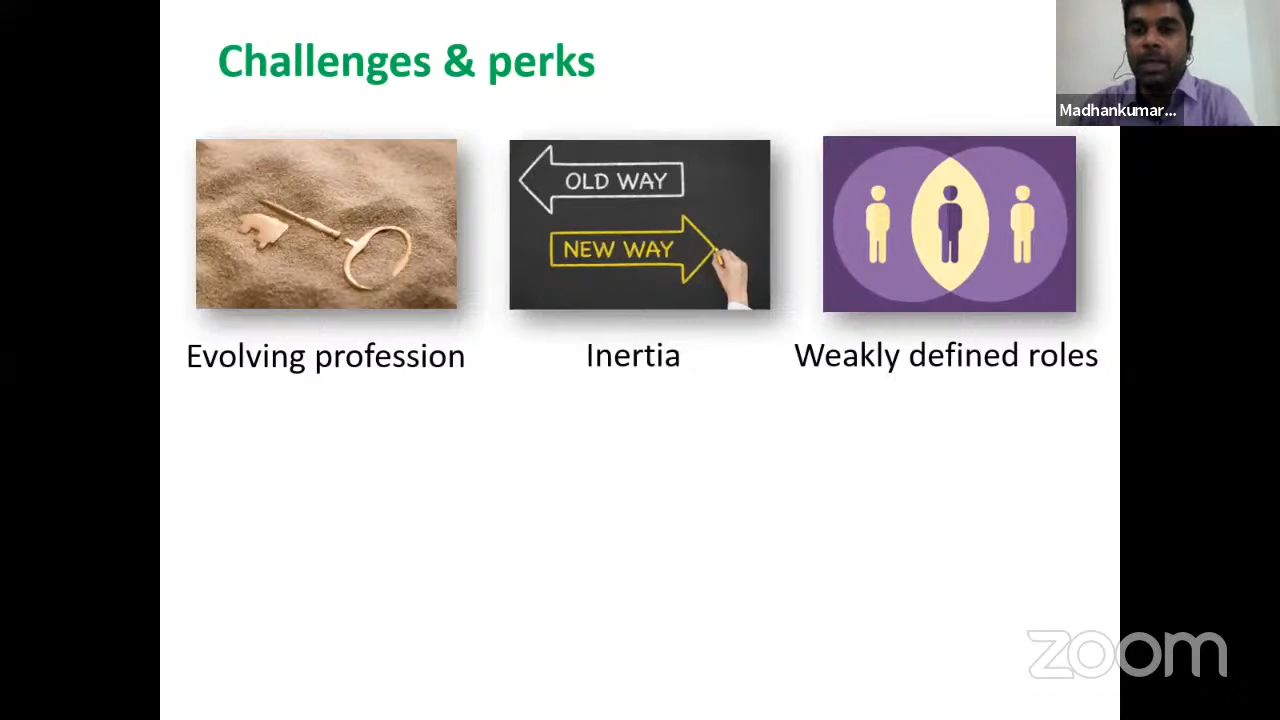 Challenges & perks
Madhankumar...
OLD WAY
NEW WAY
Evolving profession
Inertia
Weakly defined roles
zoom